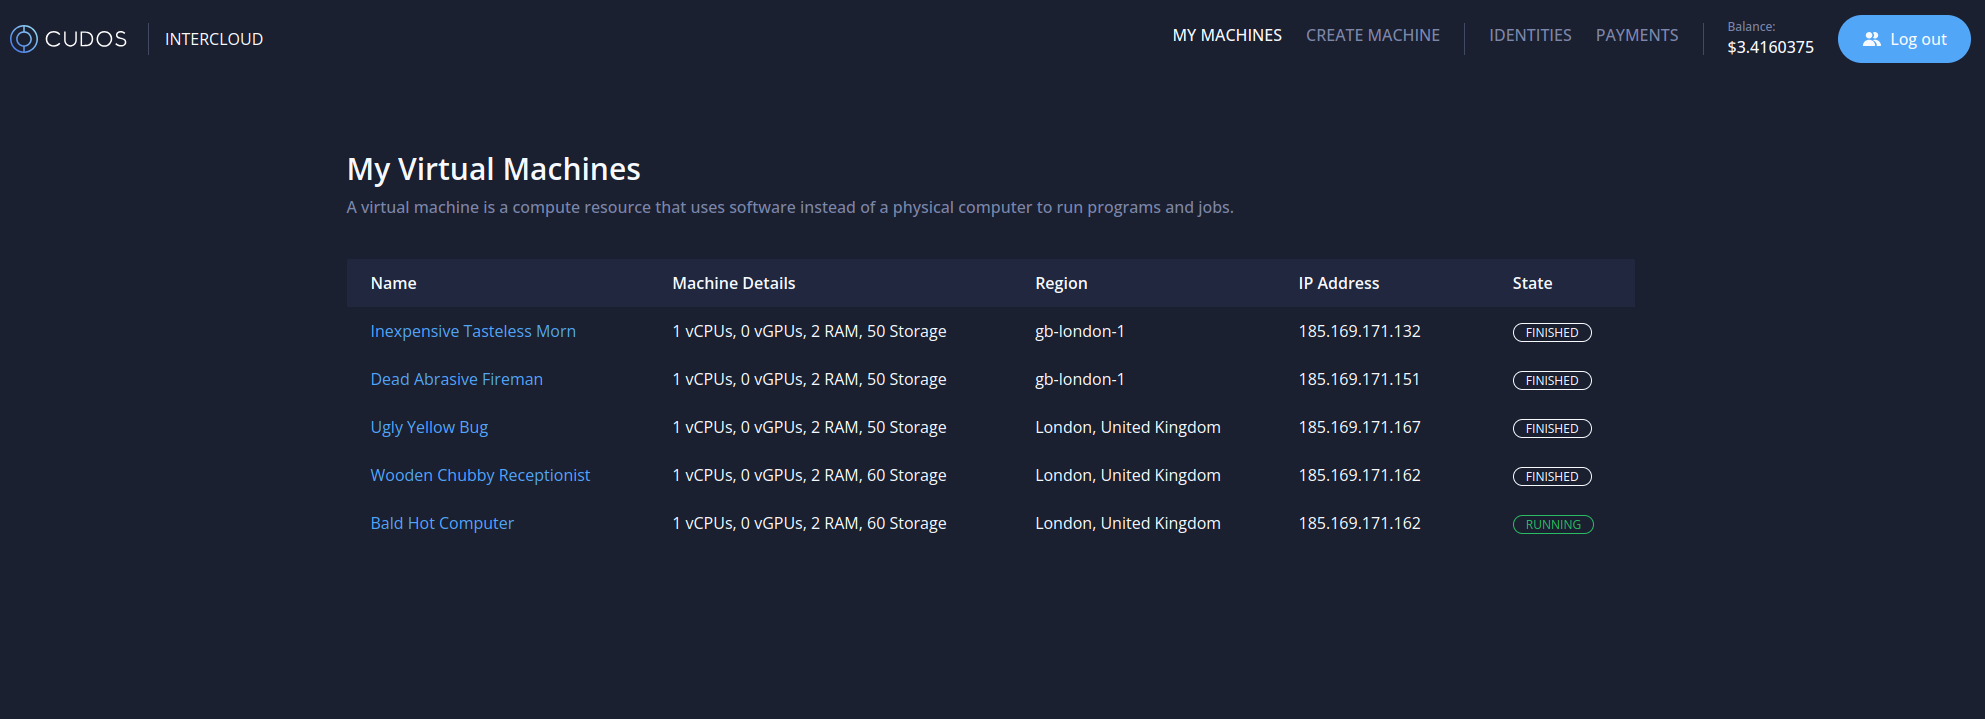 CUDOS INTERCLOUD MY MACHINES CREATE MACHINE IDENTITIES PAYMENTS Balance: $3.4160375 Log out
My Virtual Machines
A virtual machine is a compute resource that uses software instead of a physical computer to run programs and jobs.
Name Machine Details Region IP Address State
Inexpensive Tasteless Morn 1 vCPUs, 0 vGPUs, 2 RAM, 50 Storage gb-london-1 185.169.171.132 FINISHED
Dead Abrasive Fireman 1 vCPUs, 0 vGPUs, 2 RAM, 50 Storage gb-london-1 185.169.171.151 FINISHED
Ugly Yellow Bug 1 vCPUs, 0 vGPUs, 2 RAM, 50 Storage London, United Kingdom 185.169.171.167 FINISHED
Wooden Chubby Receptionist 1 vCPUs, 0 vGPUs, 2 RAM, 60 Storage London, United Kingdom 185.169.171.162 FINISHED
Bald Hot Computer 1 vCPUs, 0 vGPUs, 2 RAM, 60 Storage London, United Kingdom 185.169.171.162 RUNNING